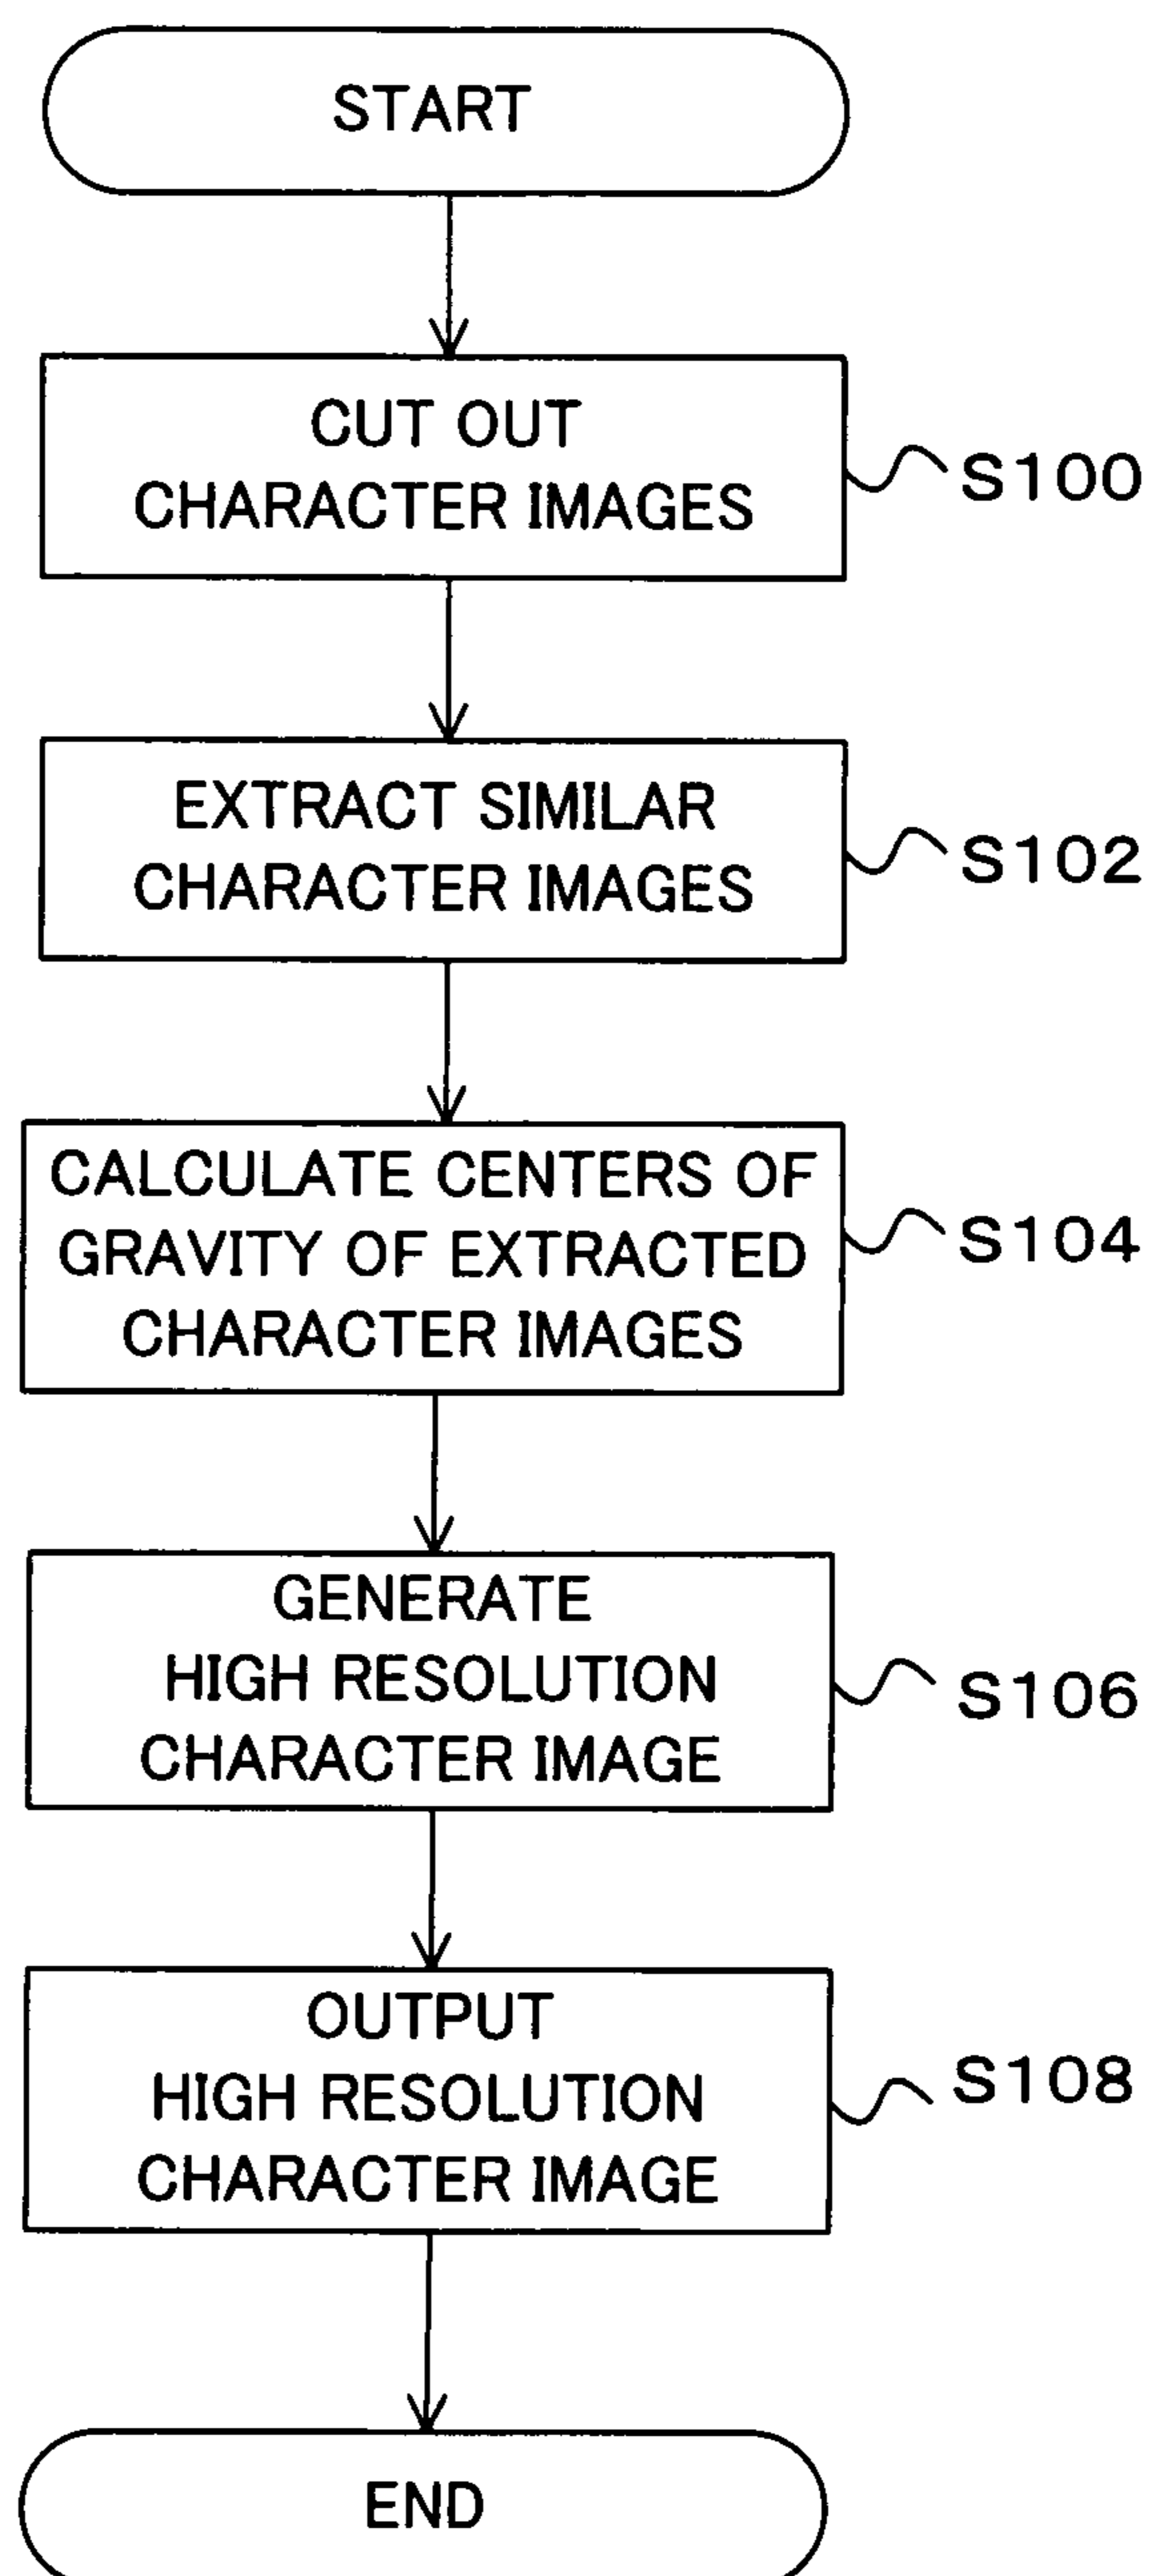 START
CUT OUT
CHARACTER IMAGES
S100
EXTRACT SIMILAR
CHARACTER IMAGES
S102
CALCULATE CENTERS OF
GRAVITY OF EXTRACTED
CHARACTER IMAGES
S104
GENERATE
HIGH RESOLUTION
CHARACTER IMAGE
S106
OUTPUT
HIGH RESOLUTION
CHARACTER IMAGE
S108
END